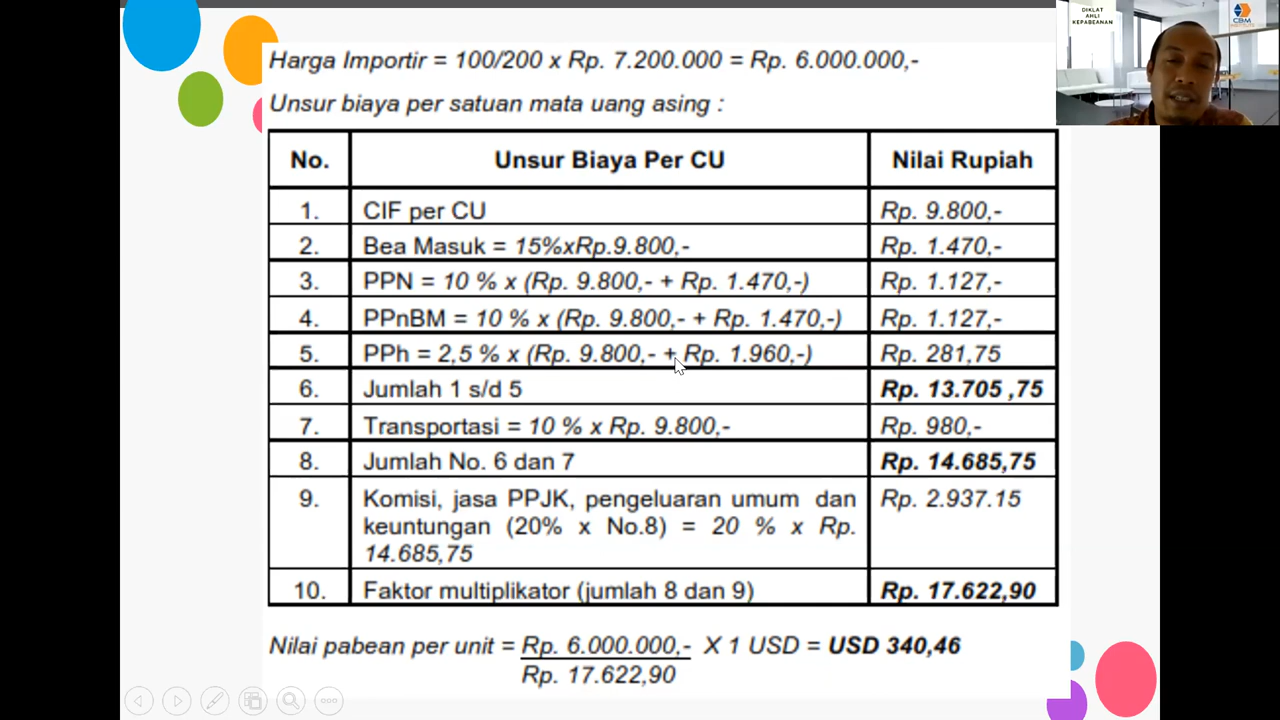 DIKLAT
AHLI
KEPABEANAN
CBM
Harga Importir = 100/200 x Rp. 7.200.000 = Rp. 6.000.000,-
Unsur biaya per satuan mata uang asing :
No. Unsur Biaya Per CU Nilai Rupiah
1. CIF per CU Rp. 9.800,-
2. Bea Masuk = 15%xRp.9.800,- Rp. 1.470,-
3. PPN = 10 % x (Rp. 9.800,- + Rp. 1.470,-) Rp. 1.127,-
4. PPnBM = 10 % x (Rp. 9.800,- + Rp. 1.470,-) Rp. 1.127,-
5. PPh = 2,5 % x (Rp. 9.800,- + Rp. 1.960,-) Rp. 281,75
6. Jumlah 1 s/d 5 Rp. 13.705 ,75
7. Transportasi = 10 % x Rp. 9.800,- Rp. 980,-
8. Jumlah No. 6 dan 7 Rp. 14.685,75
9. Komisi, jasa PPJK, pengeluaran umum dan Rp. 2.937.15
keuntungan (20% x No.8) = 20 % x Rp.
14.685,75
10. Faktor multiplikator (jumlah 8 dan 9) Rp. 17.622,90
Nilai pabean per unit = Rp. 6.000.000,- X 1 USD = USD 340,46
Rp. 17.622,90